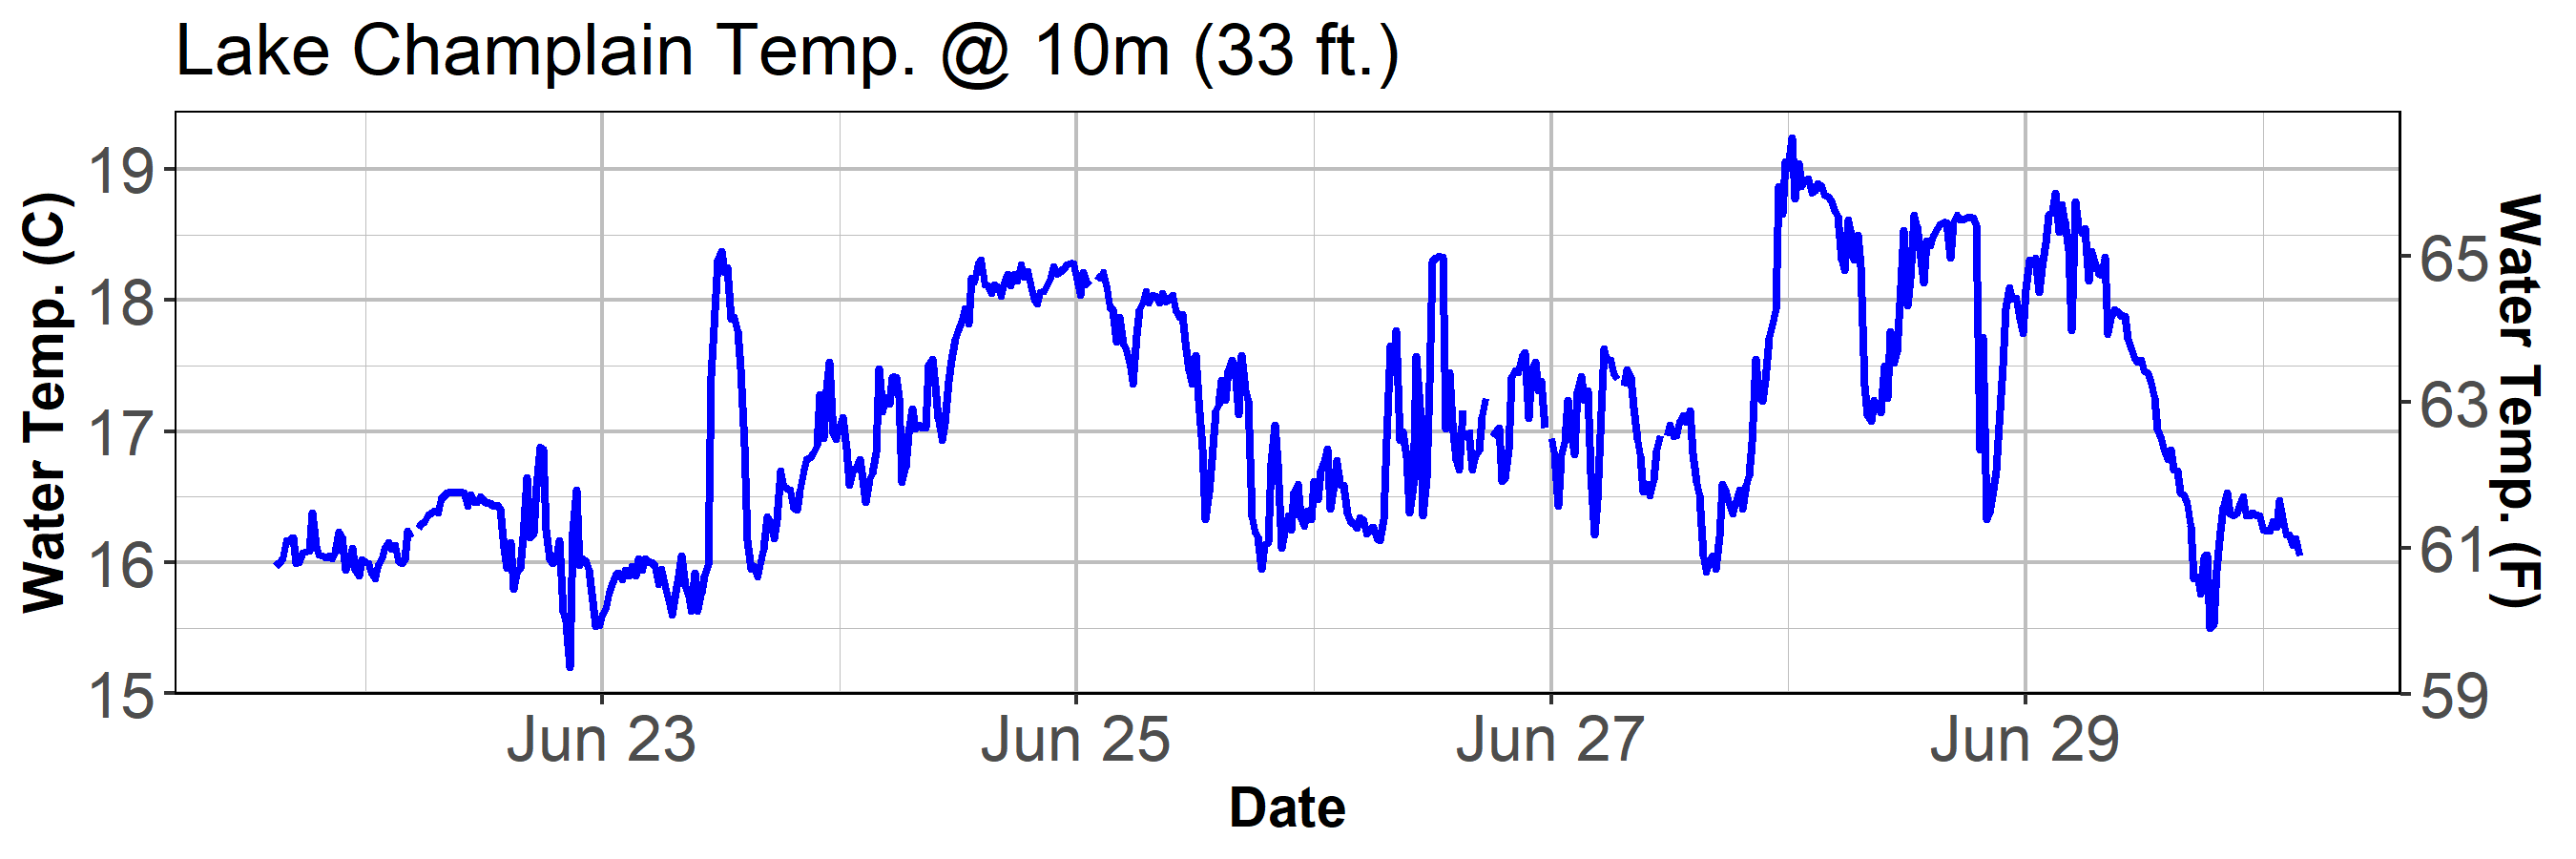 Lake Champlain Temp. @ 10m (33 ft.)
Water Temp. (C)
19
18
17
16
15
65
63
61
59
Water Temp. (F)
Jun 23 Jun 25 Jun 27 Jun 29
Date